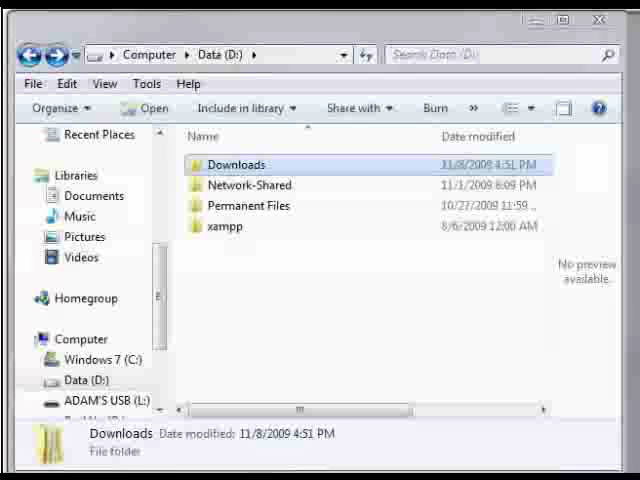 Computer Data (D:)
Search Data (D:)
File Edit View Tools Help
Organize Open Include in library Share with Burn »
Recent Places
Name Date modified
Downloads 11/8/2009 4:51 PM
Libraries
Network-Shared 11/1/2009 8:09 PM
Documents
Permanent Files 10/27/2009 11:59 ..
Music
xampp 8/6/2009 12:00 AM
Pictures
Videos
No preview
available.
Homegroup
Computer
Windows 7 (C:)
Data (D:)
ADAM'S USB (L:)
Downloads Date modified: 11/8/2009 4:51 PM
File folder